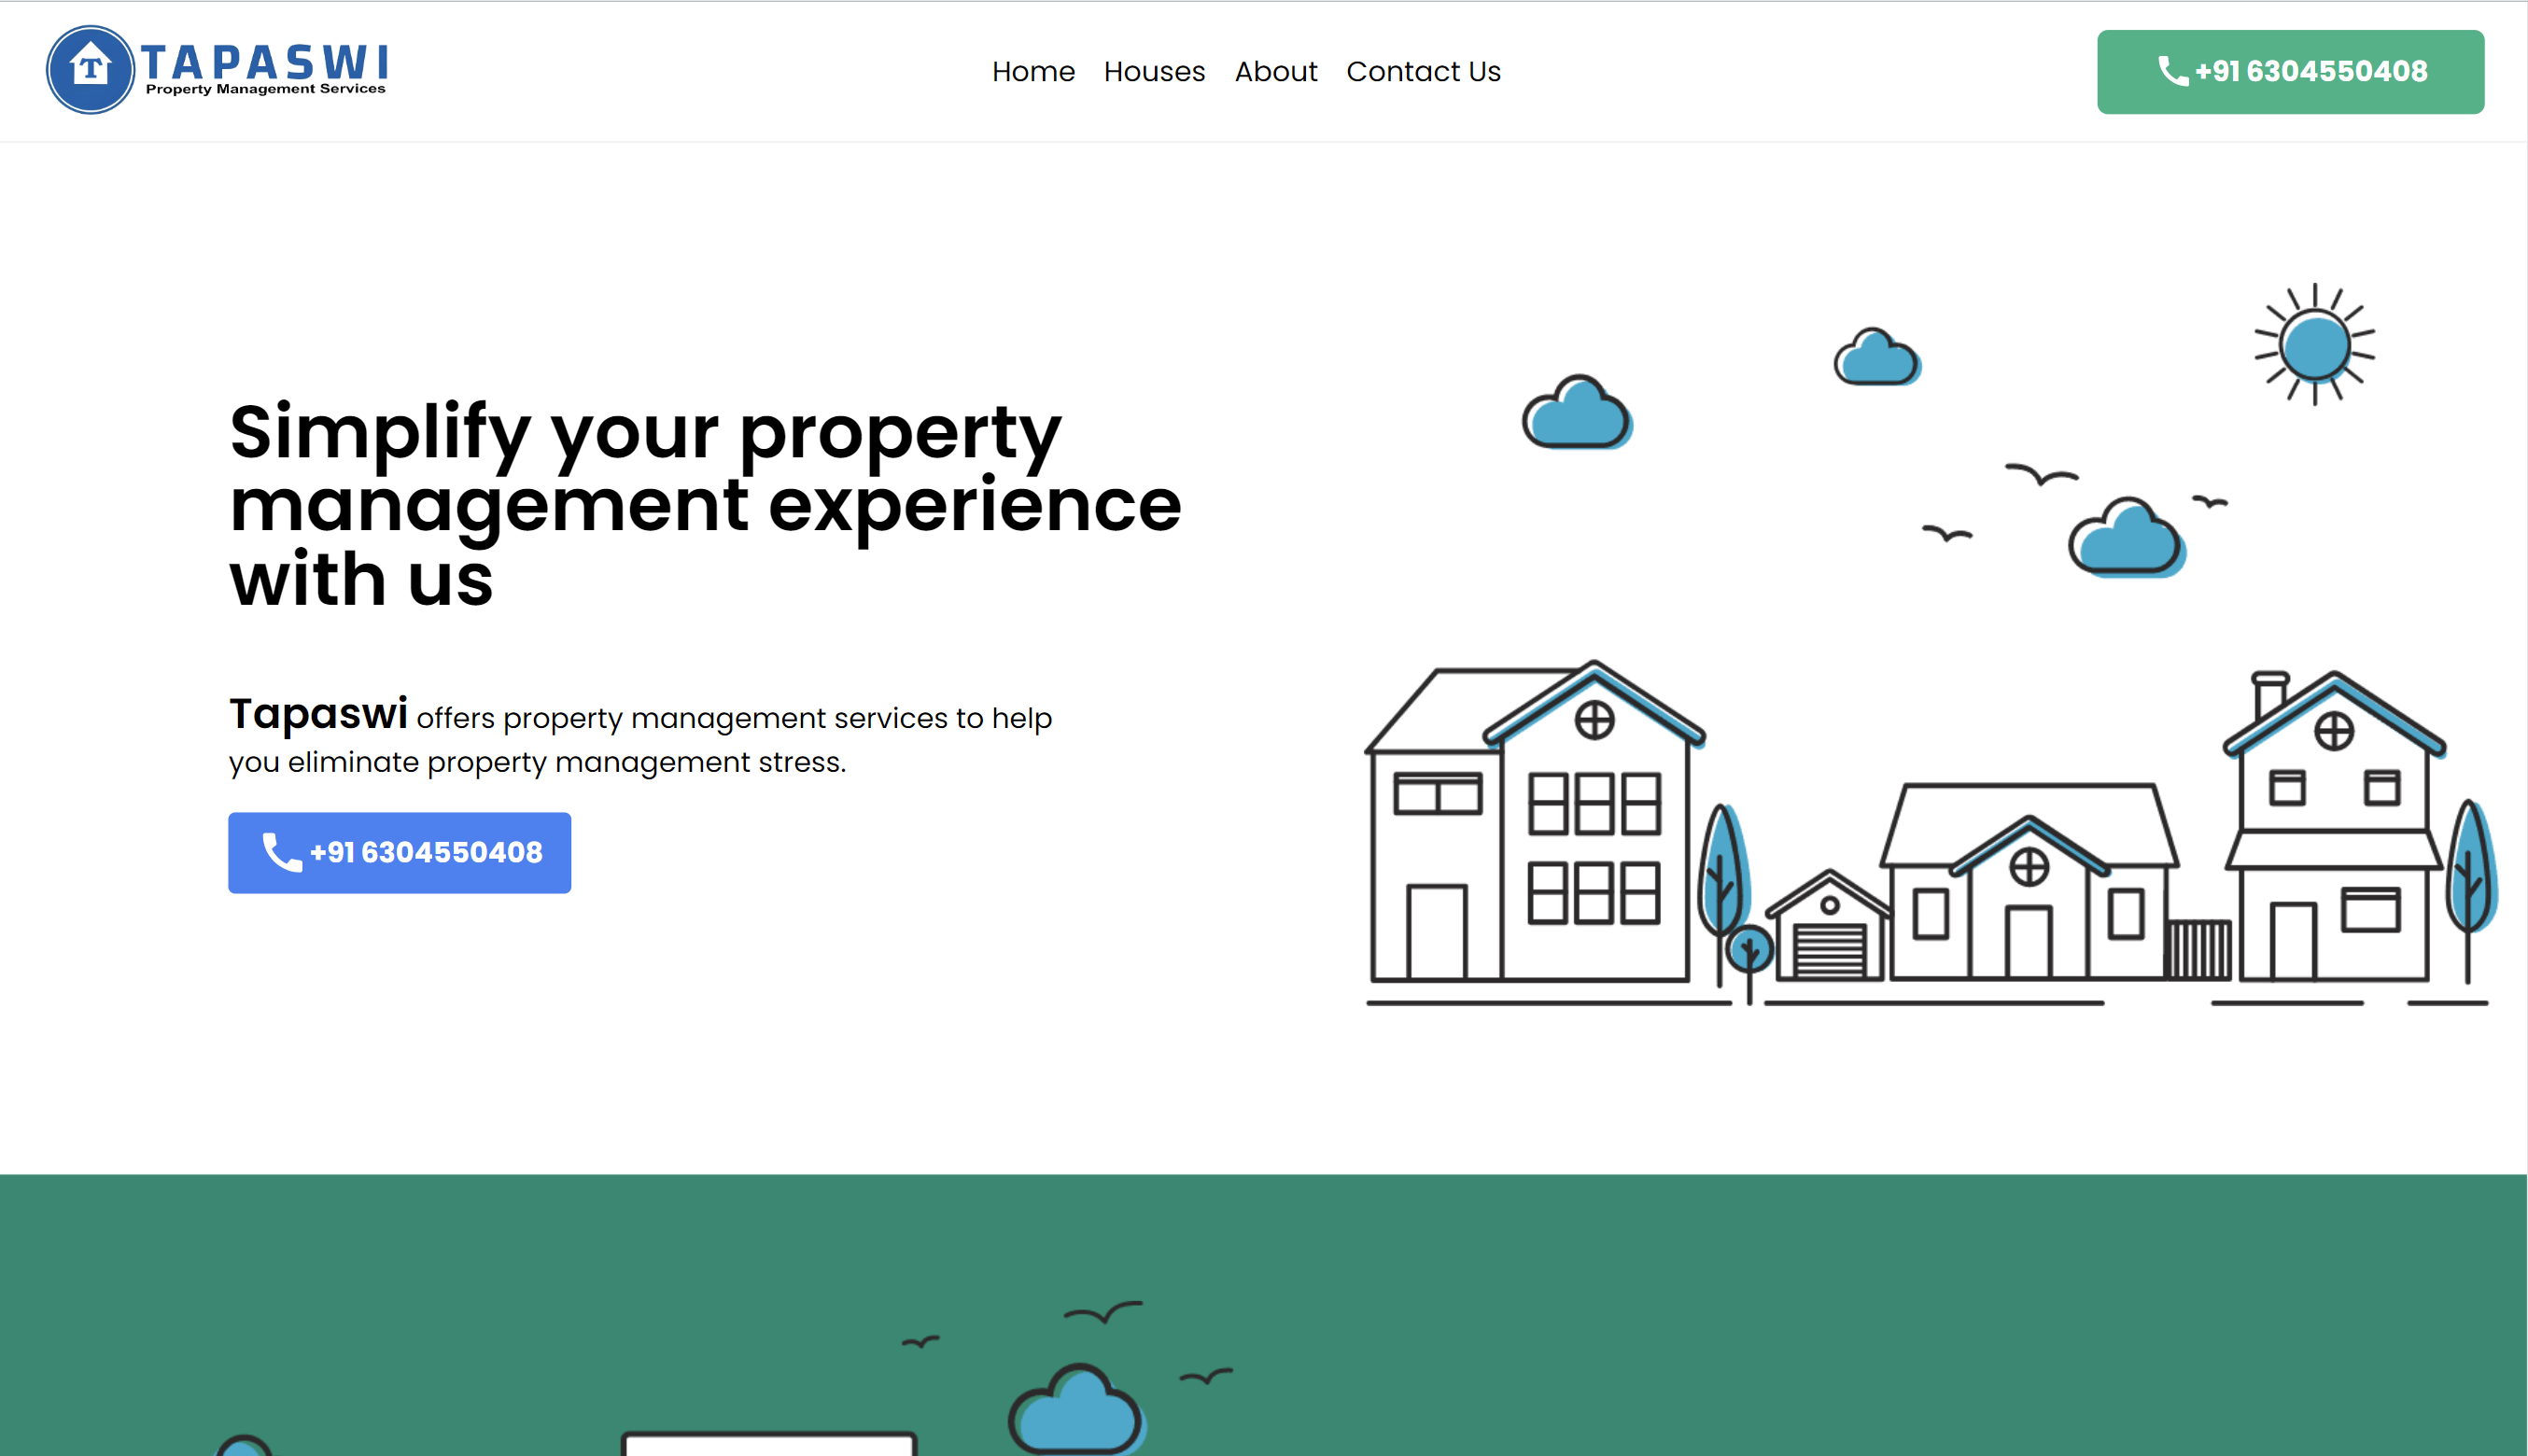 T
TAPASWI
Property Management Services
Home Houses About Contact Us
+91 6304550408
Simplify your property
management experience
with us
Tapaswi offers property management services to help
you eliminate property management stress.
+91 6304550408